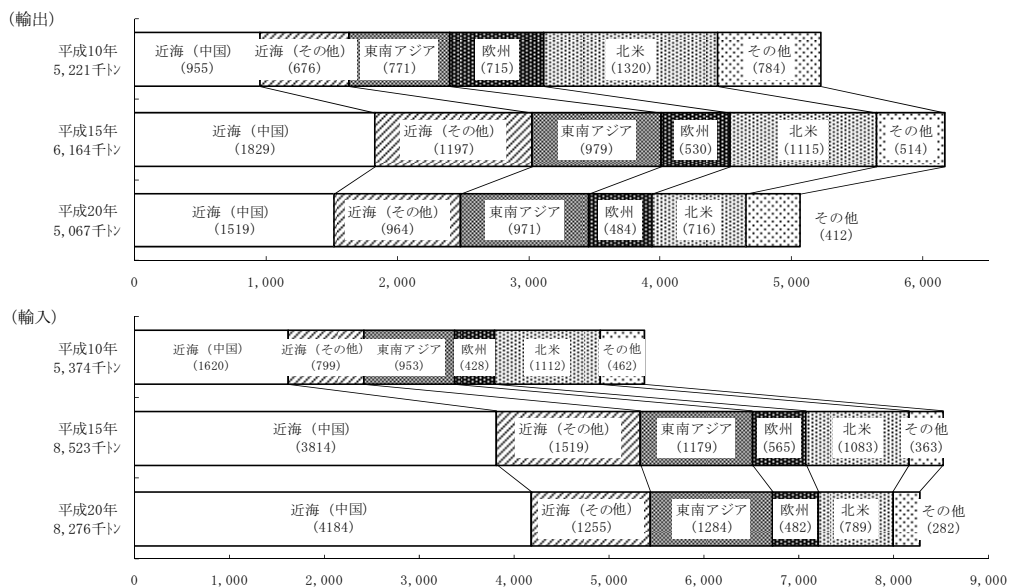 (輸出)
平成10年
5,221千トン
近海 (中国)
(955)
近海 (その他)
(676)
東南アジア
(771)
欧州
(715)
北米
(1320)
その他
(784)
平成15年
6,164千トン
近海 (中国)
(1829)
近海 (その他)
(1197)
東南アジア
(979)
欧州
(530)
北米
(1115)
その他
(514)
平成20年
5,067千トン
近海 (中国)
(1519)
近海 (その他)
(964)
東南アジア
(971)
欧州
(484)
北米
(716)
その他
(412)
0 1,000 2,000 3,000 4,000 5,000 6,000
(輸入)
平成10年
5,374千トン
近海 (中国)
(1620)
近海 (その他)
(799)
東南アジア
(953)
欧州
(428)
北米
(1112)
その他
(462)
平成15年
8,523千トン
近海 (中国)
(3814)
近海 (その他)
(1519)
東南アジア
(1179)
欧州
(565)
北米
(1083)
その他
(363)
平成20年
8,276千トン
近海 (中国)
(4184)
近海 (その他)
(1255)
東南アジア
(1284)
欧州
(482)
北米
(789)
その他
(282)
0 1,000 2,000 3,000 4,000 5,000 6,000 7,000 8,000 9,000